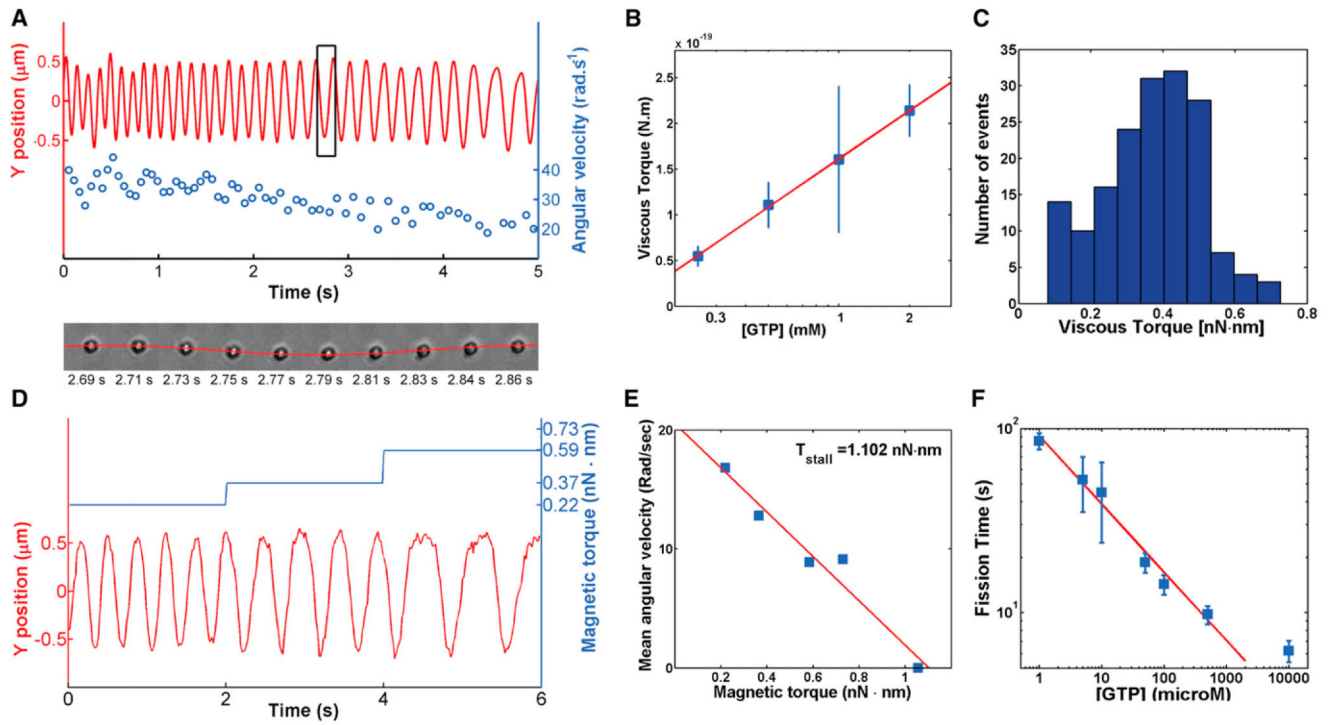 A
Y position (μm)
0.5
0
-0.5
Angular velocity (rad.s¹)
40
30
20
0 1 2 3 4 5
Time (s)
2.69 s 2.71 s 2.73 s 2.75 s 2.77 s 2.79 s 2.81 s 2.83 s 2.84 s 2.86 s
B
x 10⁻¹⁹
Viscous Torque (N.m)
2.5
2
1.5
1
0.5
0
0.3 1 2
[GTP] (mM)
C
Number of events
35
30
25
20
15
10
5
0
0 0.2 0.4 0.6 0.8
Viscous Torque [nN·nm]
D
Y position (μm)
0.5
0
-0.5
Magnetic torque (nN · nm)
0.73
0.59
0.37
0.22
0 2 4 6
Time (s)
E
Mean angular velocity (Rad/sec)
20
10
0
T_stall =1.102 nN·nm
0.2 0.4 0.6 0.8 1
Magnetic torque (nN · nm)
F
Fission Time (s)
10²
10¹
1 10 100 1000 10000
[GTP] (microM)